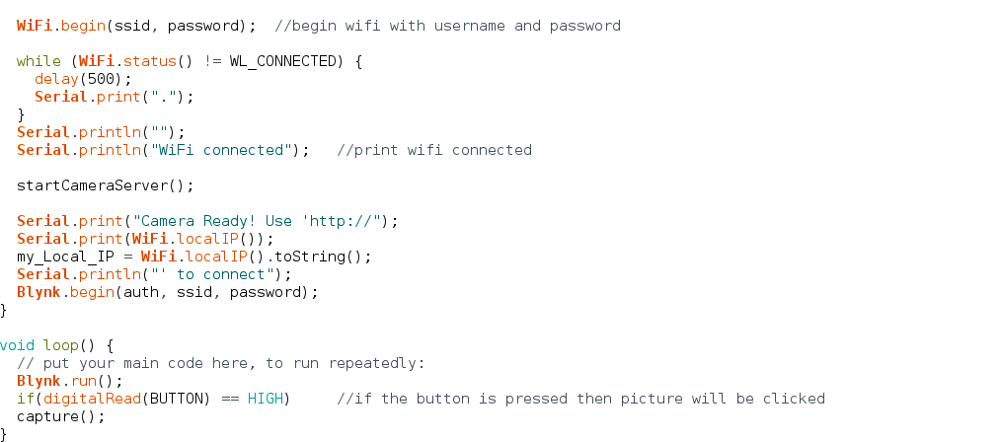 WiFi.begin(ssid, password);  //begin wifi with username and password
while (WiFi.status() != WL_CONNECTED) {
delay(500);
Serial.print(".");
}
Serial.println("");
Serial.println("WiFi connected");   //print wifi connected
startCameraServer();
Serial.print("Camera Ready! Use 'http://");
Serial.print(WiFi.localIP());
my_Local_IP = WiFi.localIP().toString();
Serial.println("' to connect");
Blynk.begin(auth, ssid, password);
}
void loop() {
// put your main code here, to run repeatedly:
Blynk.run();
if(digitalRead(BUTTON) == HIGH)     //if the button is pressed then picture will be clicked
capture();
}